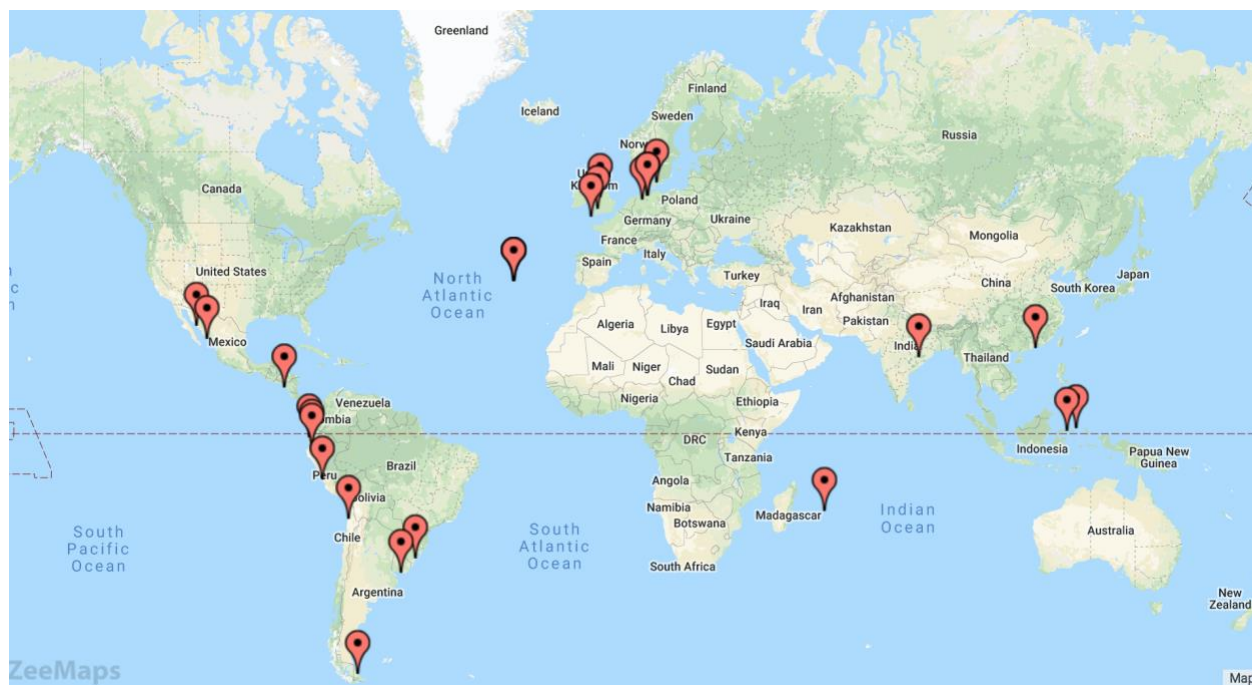 Greenland
Iceland
Finland
Sweden
Norw
Russia
Canada
Poland
Germany
Ukraine
Kazakhstan
Mongolia
France
Italy
Spain
Turkey
Japan
South Korea
China
United States
North
Atlantic
Ocean
Afghanistan
Iraq
Iran
Pakistan
Algeria
Libya
Egypt
Saudi Arabia
Mexico
India
Thailand
Mali
Niger
Sudan
Chad
Nigeria
Ethiopia
Venezuela
Kenya
DRC
Indonesia
Papua New
Guinea
Tanzania
Brazil
Peru
Angola
Namibia
Botswana
Madagascar
Indian
Ocean
Chile
South
Pacific
Ocean
South
Atlantic
Ocean
Australia
South Africa
Argentina
New
Zealand
ZeeMaps
Map